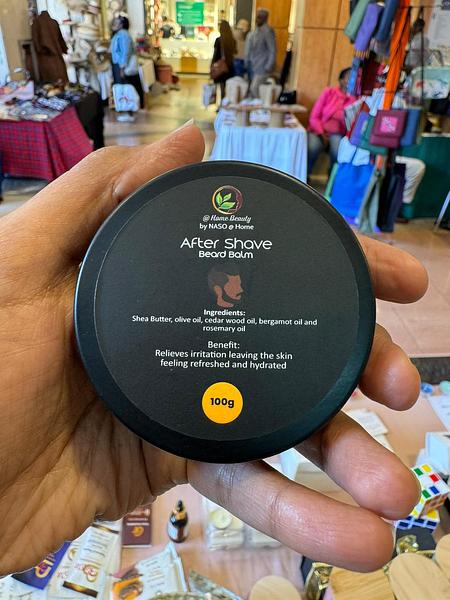 @ Home Beauty
by NASO @ Home
After Shave
Beard Balm
Ingredients:
Shea Butter, olive oil, cedar wood oil, bergamot oil and
rosemary oil
Benefit:
Relieves irritation leaving the skin
feeling refreshed and hydrated
100g